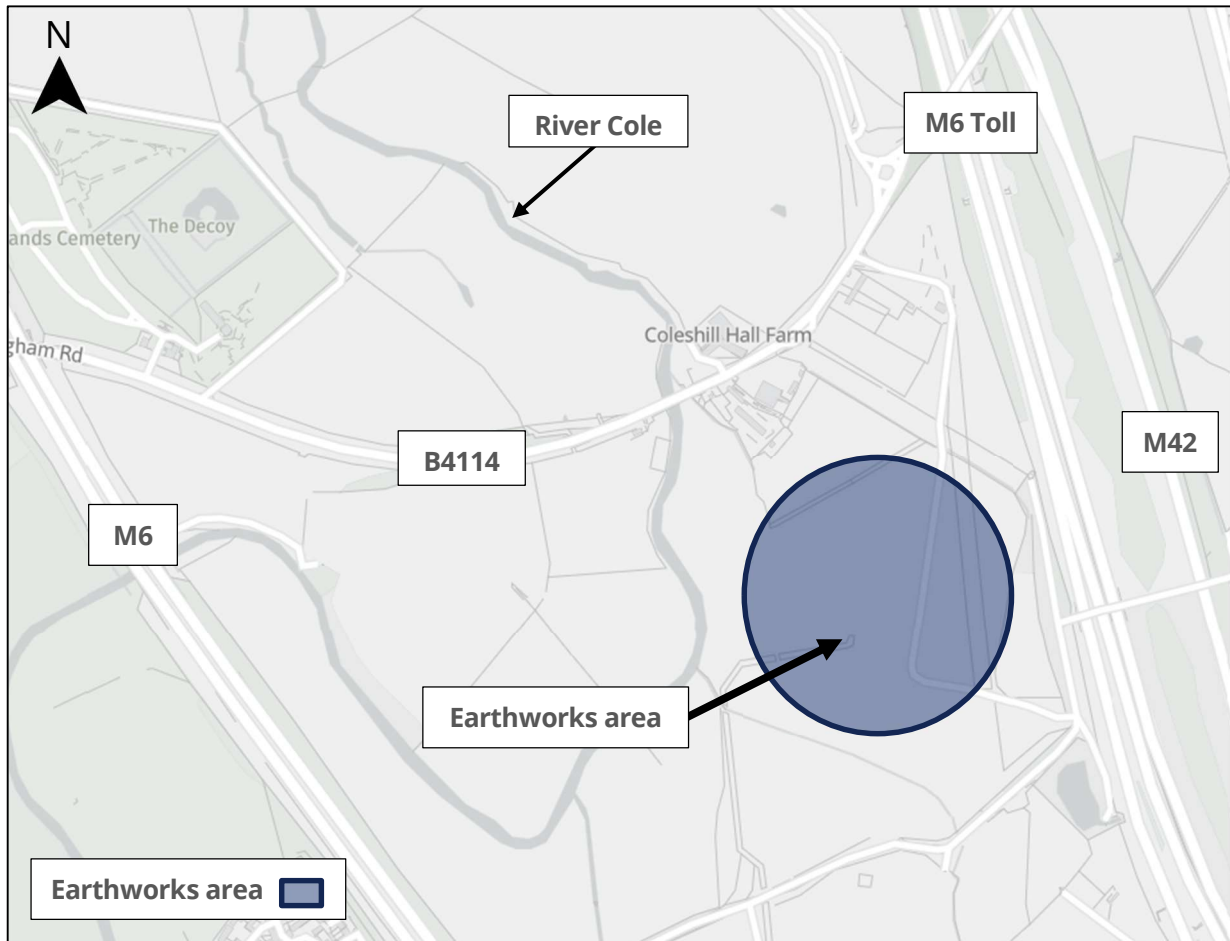 N
River Cole
M6 Toll
The Decoy
ands Cemetery
Coleshill Hall Farm
gham Rd
B4114
M42
M6
Earthworks area
Earthworks area